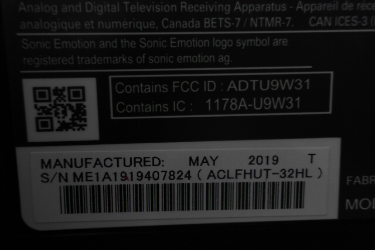 Analog and Digital Television Receiving Apparatus - Appareil de réce
analogique et numérique, Canada BETS-7 / NTMR-7. CAN ICES-3 (
Sonic Emotion and the Sonic Emotion logo symbol are
registered trademarks of sonic emotion ag.
Contains FCC ID : ADTU9W31
Contains IC : 1178A-U9W31
MANUFACTURED: MAY 2019 T
S/N ME1A1919407824 ( ACLFHUT-32HL )
FABR
MO